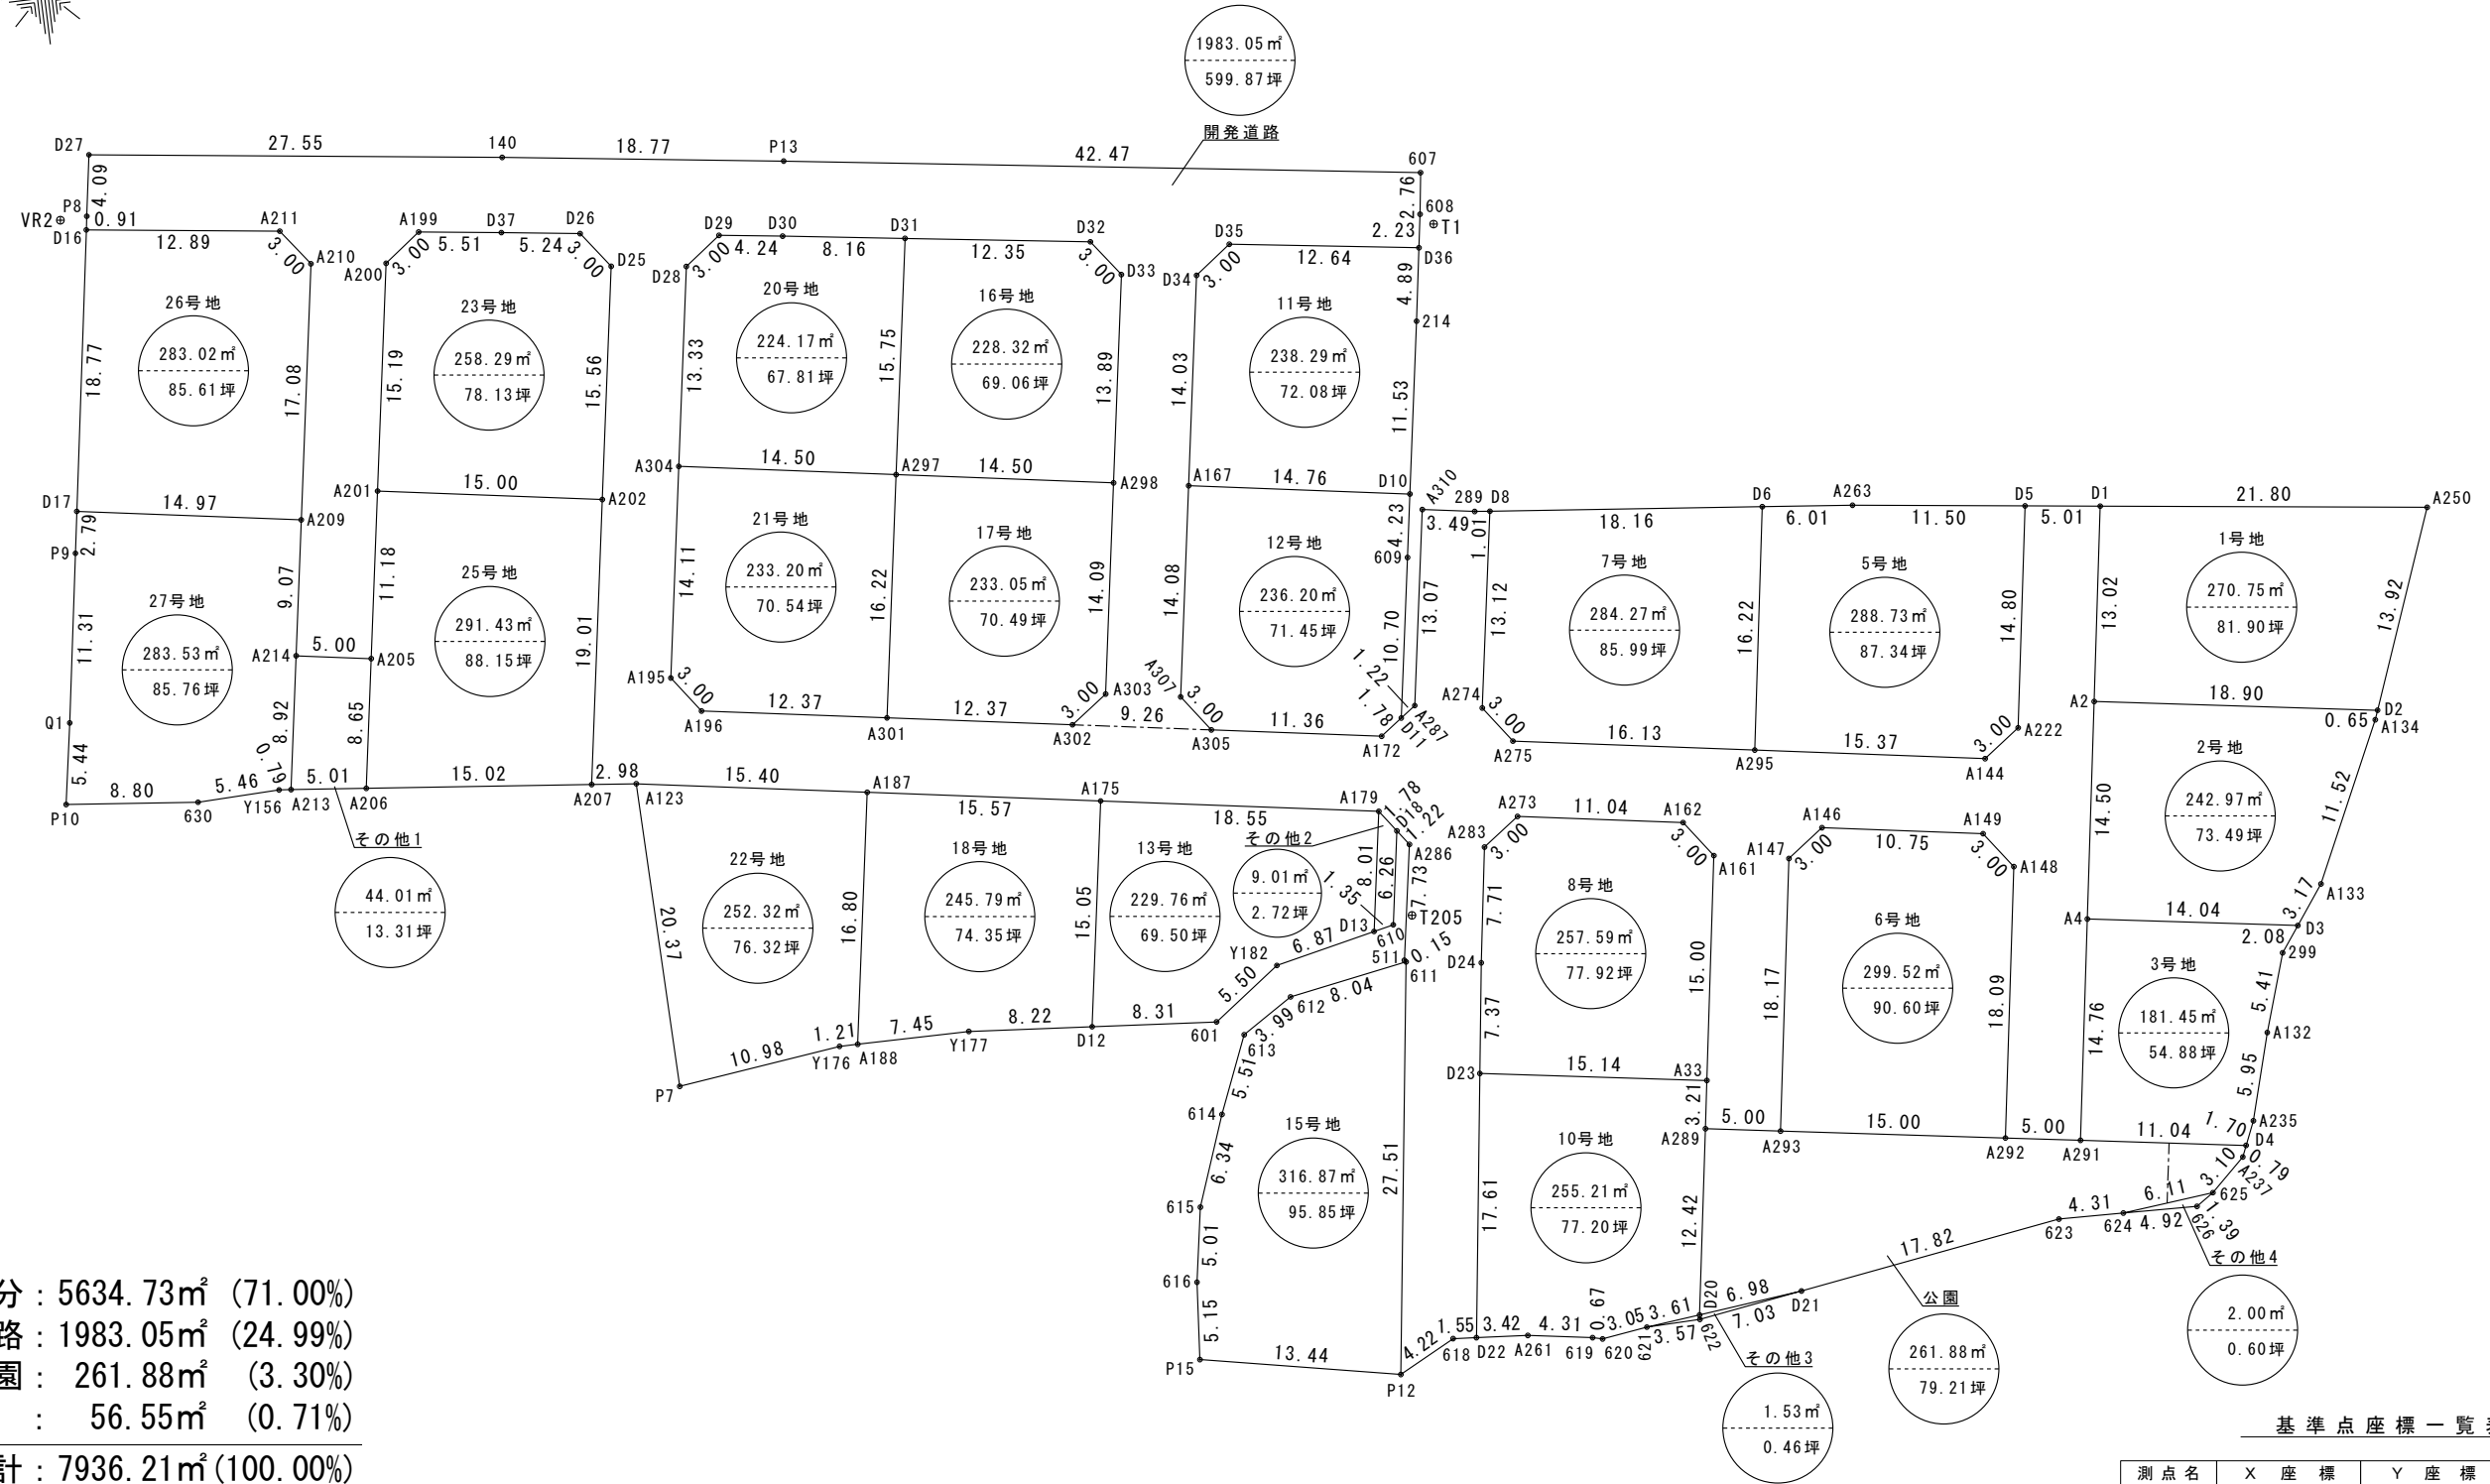 1983.05㎡
599.87坪
開発道路
D27
27.55
140
18.77
P13
42.47
607
4.09
2.76
P8
VR2
0.91
D16
12.89
A211
3.00
A210
A199
5.51
D37
5.24
D26
3.00
3.00
A200
D25
D29
4.24
D30
8.16
D31
12.35
D32
3.00
3.00
D28
D33
D35
12.64
2.23
608
T1
D36
3.00
D34
4.89
214
26号地
283.02㎡
85.61坪
18.77
17.08
23号地
258.29㎡
78.13坪
15.19
15.56
20号地
224.17㎡
67.81坪
13.33
15.75
16号地
228.32㎡
69.06坪
13.89
11号地
238.29㎡
72.08坪
14.03
11.53
D17
14.97
A209
A201
15.00
A202
A304
14.50
A297
14.50
A298
A167
14.76
D10
A310
3.49
289
D8
1.01
18.16
D6
6.01
A263
11.50
D5
5.01
D1
21.80
A250
2.79
P9
11.31
9.07
11.18
19.01
14.11
16.22
14.09
14.08
4.23
609
10.70
13.07
13.12
16.22
14.80
13.02
13.92
27号地
283.53㎡
85.76坪
25号地
291.43㎡
88.15坪
21号地
233.20㎡
70.54坪
17号地
233.05㎡
70.49坪
12号地
236.20㎡
71.45坪
7号地
284.27㎡
85.99坪
5号地
288.73㎡
87.34坪
1号地
270.75㎡
81.90坪
A214
5.00
A205
Q1
5.44
8.92
8.65
0.79
P10
8.80
630
5.46
Y156
A213
5.01
A206
15.02
A207
2.98
A123
その他1
44.01㎡
13.31坪
A195
3.00
A196
12.37
A301
12.37
A302
3.00
A303
9.26
A307
3.00
A305
11.36
A172
1.78
D11
1.22
A287
A274
3.00
A275
16.13
A295
15.37
A144
3.00
A222
A2
18.90
D2
0.65
A134
14.50
11.52
2号地
242.97㎡
73.49坪
15.40
A187
15.57
A175
18.55
A179
1.78
D18
1.22
A286
その他2
9.01㎡
2.72坪
8.01
6.26
7.73
1.35
T205
22号地
252.32㎡
76.32坪
20.37
16.80
18号地
245.79㎡
74.35坪
15.05
13号地
229.76㎡
69.50坪
P7
10.98
Y176
1.21
A188
7.45
Y177
8.22
D12
8.31
601
5.50
Y182
6.87
D13
610
511
0.15
611
8.04
612
3.99
613
5.51
614
6.34
615
5.01
616
5.15
P15
13.44
P12
27.51
15号地
316.87㎡
95.85坪
A283
3.00
A273
11.04
A162
3.00
A161
7.71
D24
7.37
15.00
8号地
257.59㎡
77.92坪
D23
15.14
A33
3.21
A289
5.00
A293
15.00
A292
5.00
A291
11.04
A146
A147
3.00
10.75
A149
3.00
A148
18.17
18.09
6号地
299.52㎡
90.60坪
A4
14.04
D3
3.17
A133
2.08
299
5.41
A132
5.95
A235
1.70
D4
14.76
3号地
181.45㎡
54.88坪
17.61
12.42
10号地
255.21㎡
77.20坪
4.22
618
1.55
D22
3.42
A261
4.31
619
0.67
620
3.05
621
3.61
3.57
D20
622
6.98
7.03
D21
17.82
623
4.31
624
6.11
4.92
626
1.39
625
3.10
A237
0.79
その他3
1.53㎡
0.46坪
公園
261.88㎡
79.21坪
その他4
2.00㎡
0.60坪
分：5634.73㎡ (71.00%)
路：1983.05㎡ (24.99%)
園： 261.88㎡ (3.30%)
： 56.55㎡ (0.71%)
計：7936.21㎡(100.00%)
基準点座標一覧
測点名 X座標 Y座標